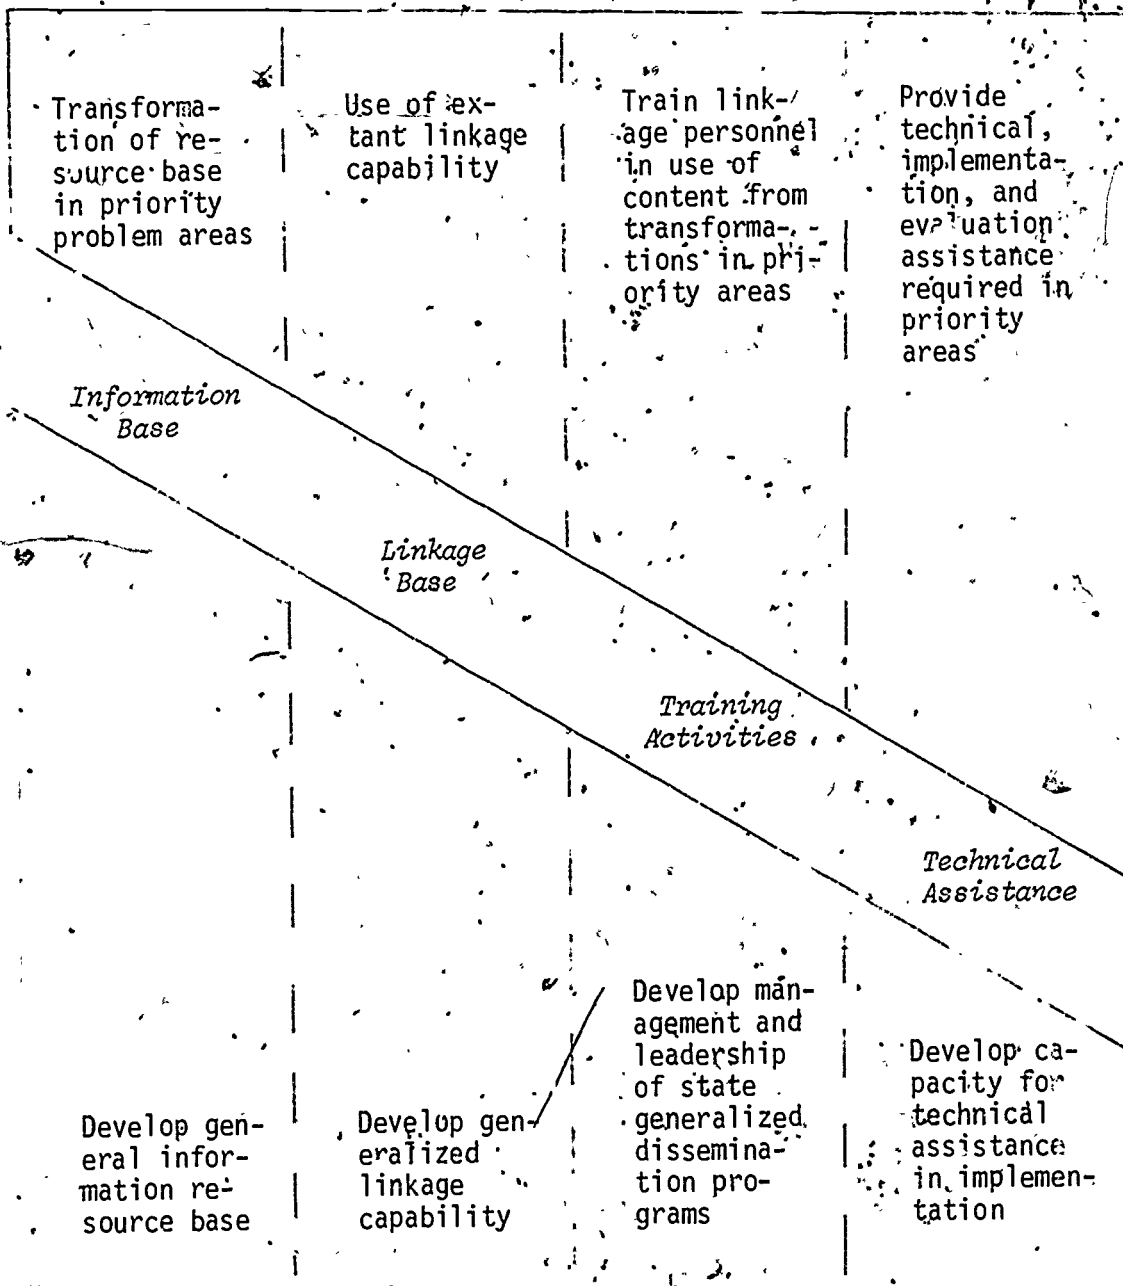 Transforma-
tion of re-
source base
in priority
problem areas
Use of ex-
tant linkage
capability
Train link-
age personnel
in use of
content from
transforma-
tions in pri-
ority areas
Provide
technical,
implementa-
tion, and
evaluation
assistance
required in
priority
areas
Information
Base
Linkage
Base
Training
Activities
Technical
Assistance
Develop gen-
eral infor-
mation re-
source base
Develop gen-
eralized
linkage
capability
Develop man-
agement and
leadership
of state
generalized
dissemina-
tion pro-
grams
Develop ca-
pacity for
technical
assistance
in implemen-
tation